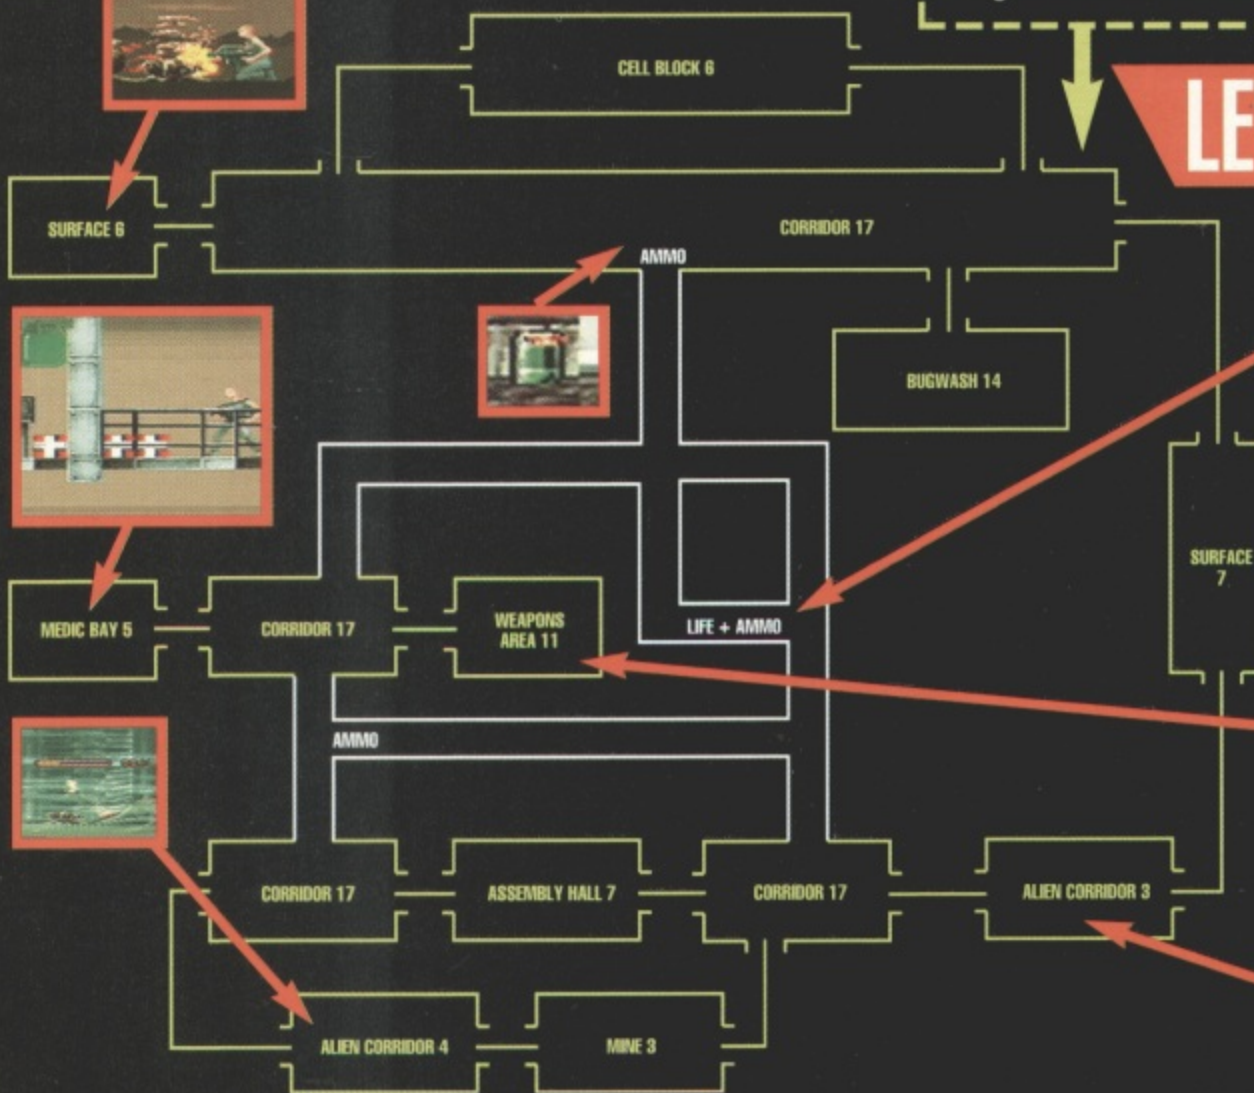 CELL BLOCK 6
LE
SURFACE 6
CORRIDOR 17
AMMO
BUGWASH 14
SURFACE
7
MEDIC BAY 5
CORRIDOR 17
WEAPONS
AREA 11
LIFE + AMMO
AMMO
CORRIDOR 17
ASSEMBLY HALL 7
CORRIDOR 17
ALIEN CORRIDOR 3
ALIEN CORRIDOR 4
MINE 3